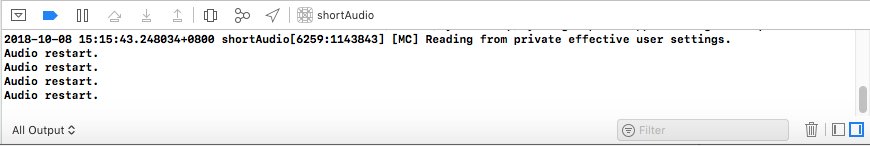 shortAudio
2018-10-08 15:15:43.248034+0800 shortAudio[6259:1143843] [MC] Reading from private effective user settings.
Audio restart.
Audio restart.
Audio restart.
Audio restart.
All Output
Filter